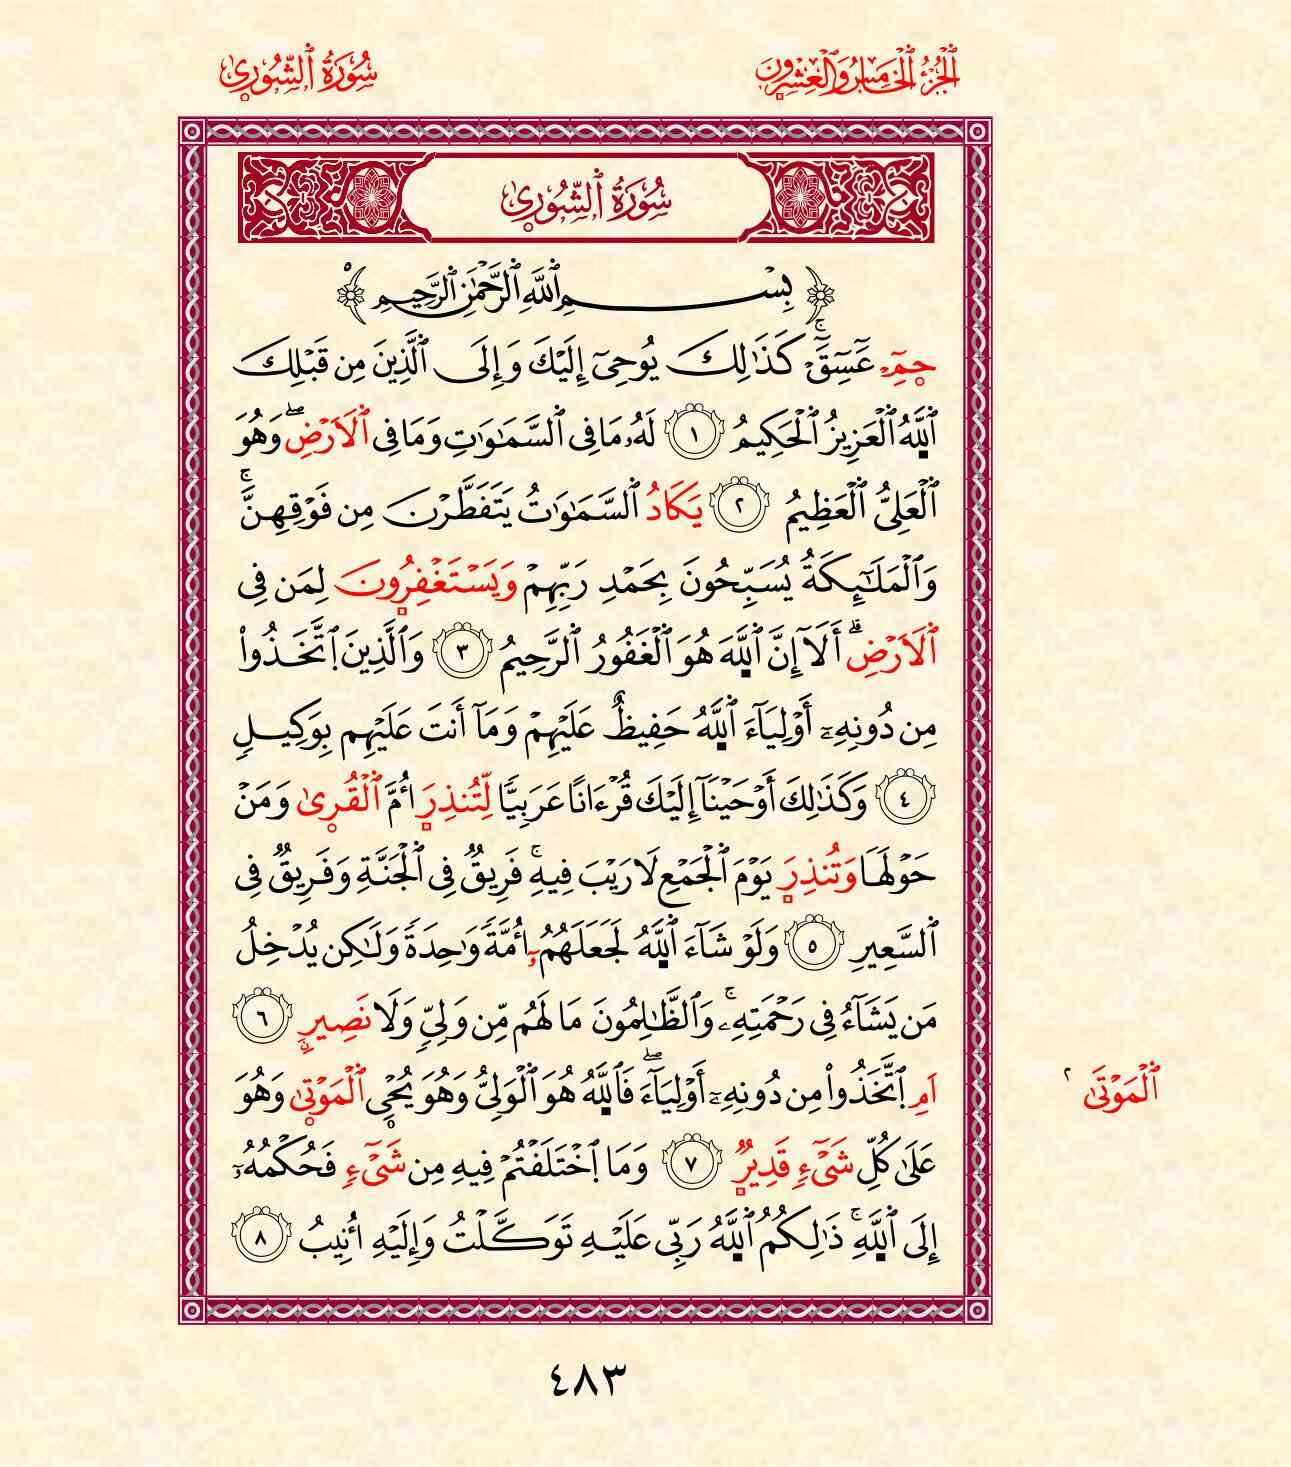 سُورَةُ ٱلشُّورٜىٰ
ٱلجُزْءُ ٱلْخَامِسُ وَٱلْعِشْرُونَ
سُورَةُ ٱلشُّورٜىٰ
بِسْمِ ٱللَّهِ ٱلرَّحْمَٰنِ ٱلرَّحِيمِ
حٜمِٓ عَٓسِٓقَٓۚ كَذَٰلِكَ يُوحِىٓ إِلَيْكَ وَإِلَى ٱلَّذِينَ مِن قَبْلِكَ
ٱللَّهُ ٱلْعَزِيزُ ٱلْحَكِيمُ ١ لَهُۥ مَا فِى ٱلسَّمَٰوَٰتِ وَمَا فِى ٱلَارْضِۖ وَهُوَ
ٱلْعَلِىُّ ٱلْعَظِيمُ ٢ يَكَادُ ٱلسَّمَٰوَٰتُ يَتَفَطَّرْنَ مِن فَوْقِهِنَّۚ
وَٱلْمَلَٰٓئِكَةُ يُسَبِّحُونَ بِحَمْدِ رَبِّهِمْ وَيَسْتَغْفِرُونَ لِمَن فِى
ٱلَارْضِۗ أَلَآ إِنَّ ٱللَّهَ هُوَ ٱلْغَفُورُ ٱلرَّحِيمُ ٣ وَٱلَّذِينَ ٱتَّخَذُوا۟
مِن دُونِهِۦٓ أَوْلِيَآءَ ٱللَّهُ حَفِيظٌ عَلَيْهِمْ وَمَآ أَنتَ عَلَيْهِم بِوَكِيلٍ
٤ وَكَذَٰلِكَ أَوْحَيْنَآ إِلَيْكَ قُرْءَانًا عَرَبِيًّا لِّتُنذِرَ أُمَّ ٱلْقُرٜىٰ وَمَنْ
حَوْلَهَا وَتُنذِرَ يَوْمَ ٱلْجَمْعِ لَا رَيْبَ فِيهِۚ فَرِيقٌ فِى ٱلْجَنَّةِ وَفَرِيقٌ فِى
ٱلسَّعِيرِ ٥ وَلَوْ شَآءَ ٱللَّهُ لَجَعَلَهُمُۥٓ أُمَّةً وَٰحِدَةً وَلَٰكِن يُدْخِلُ
مَن يَشَآءُ فِى رَحْمَتِهِۦۚ وَٱلظَّٰلِمُونَ مَا لَهُم مِّن وَلِىٍّ وَلَا نَصِيرٍ ٦
اَمِ ٱتَّخَذُوا۟ مِن دُونِهِۦٓ أَوْلِيَآءَۖ فَٱللَّهُ هُوَ ٱلْوَلِىُّ وَهُوَ يُحْىِ ٱلْمَوْتٜىٰ وَهُوَ
عَلَىٰ كُلِّ شَىْءٍ قَدِيرٌ ٧ وَمَا ٱخْتَلَفْتُمْ فِيهِ مِن شَىْءٍ فَحُكْمُهُۥٓ
إِلَى ٱللَّهِۚ ذَٰلِكُمُ ٱللَّهُ رَبِّى عَلَيْهِ تَوَكَّلْتُ وَإِلَيْهِ أُنِيبُ ٨
ٱلْمَوْتَىٰ ٢
٤٨٣